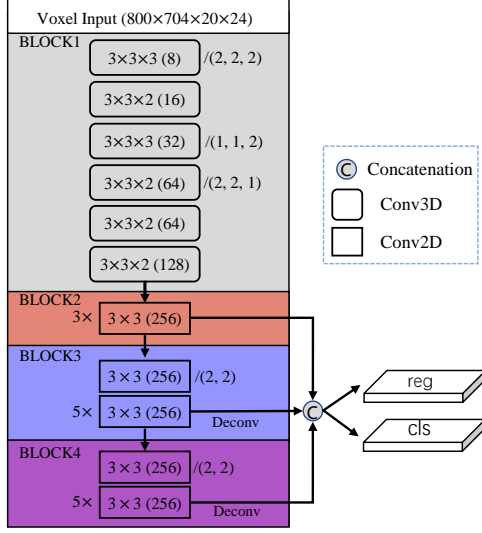 Voxel Input (800×704×20×24)
BLOCK1
3×3×3 (8) /(2, 2, 2)
3×3×2 (16)
3×3×3 (32) /(1, 1, 2)
3×3×2 (64) /(2, 2, 1)
3×3×2 (64)
3×3×2 (128)
BLOCK2
3× 3×3 (256)
BLOCK3
3×3 (256) /(2, 2)
5× 3×3 (256)
Deconv
BLOCK4
3×3 (256) /(2, 2)
5× 3×3 (256)
Deconv
C Concatenation
Conv3D
Conv2D
C
reg
cls